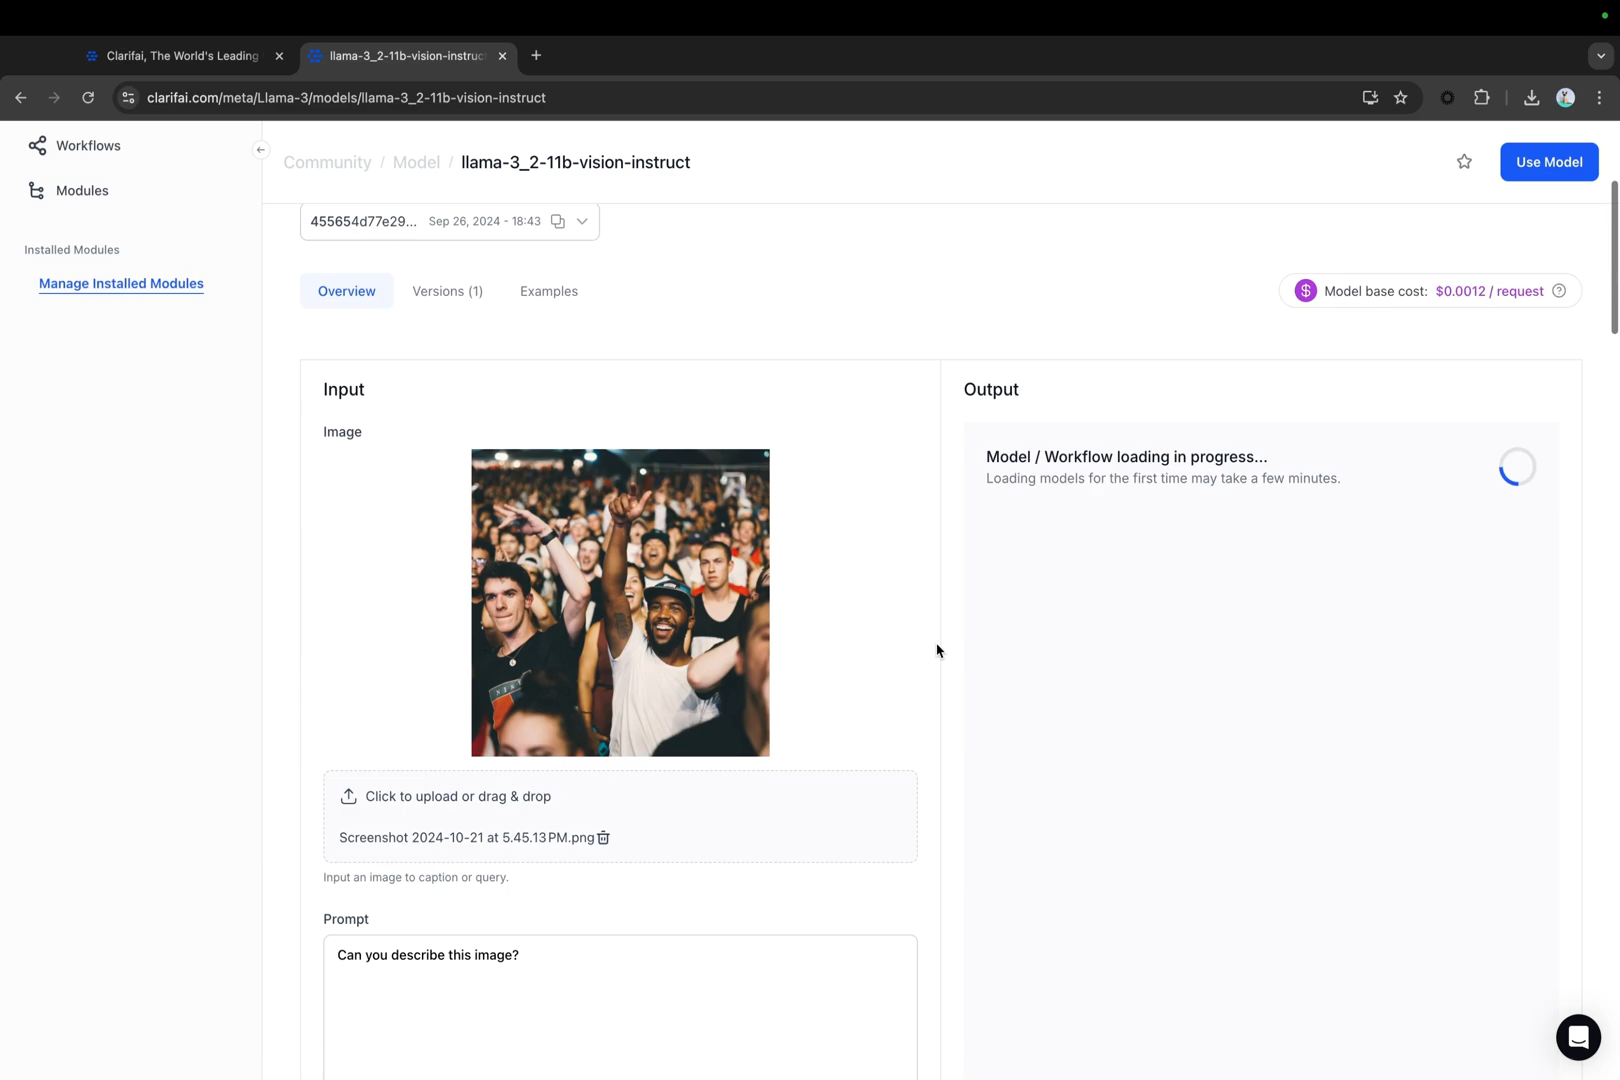 Clarifai, The World's Leading
llama-3_2-11b-vision-instruc
clarifai.com/meta/Llama-3/models/llama-3_2-11b-vision-instruct
Workflows
Modules
Installed Modules
Manage Installed Modules
Community / Model / llama-3_2-11b-vision-instruct
Use Model
455654d77e29... Sep 26, 2024 - 18:43
Overview
Versions (1)
Examples
$ Model base cost: $0.0012 / request ?
Input
Image
Click to upload or drag & drop
Screenshot 2024-10-21 at 5.45.13 PM.png
Input an image to caption or query.
Prompt
Can you describe this image?
Output
Model / Workflow loading in progress...
Loading models for the first time may take a few minutes.